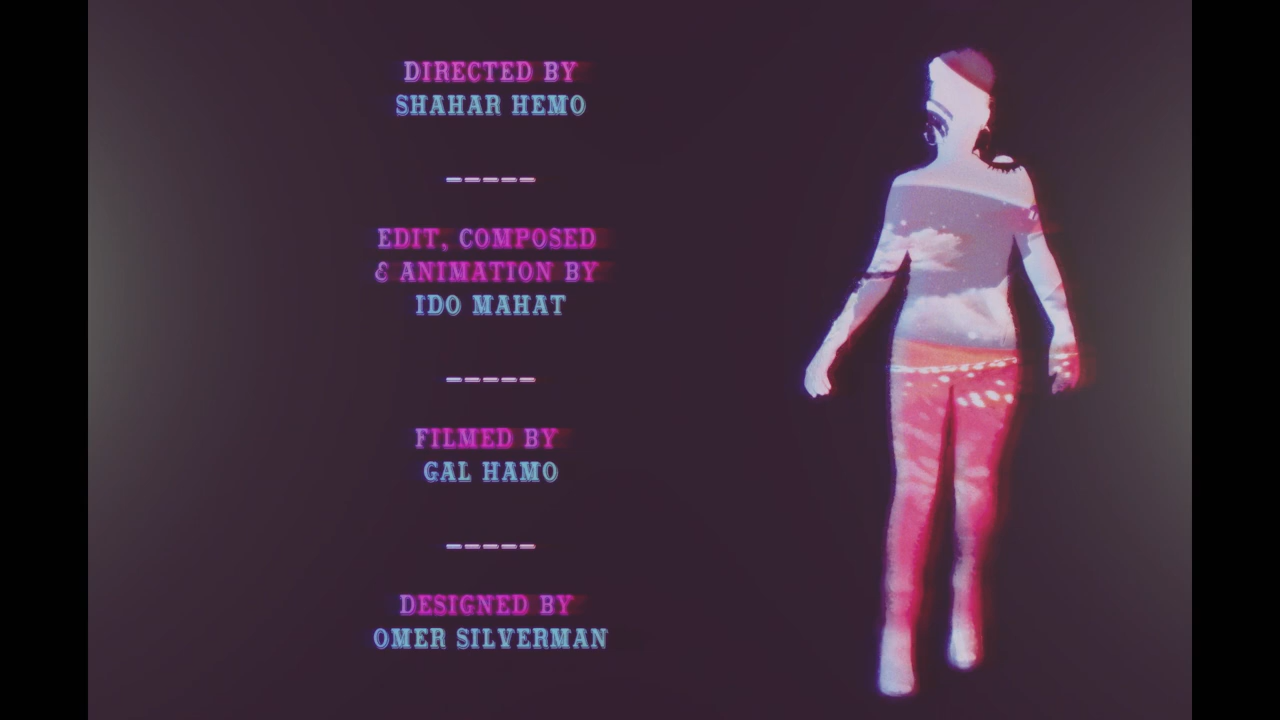 DIRECTED BY
SHAHAR HEMO
-----
EDIT, COMPOSED
& ANIMATION BY
IDO MAHAT
-----
FILMED BY
GAL HAMO
-----
DESIGNED BY
OMER SILVERMAN